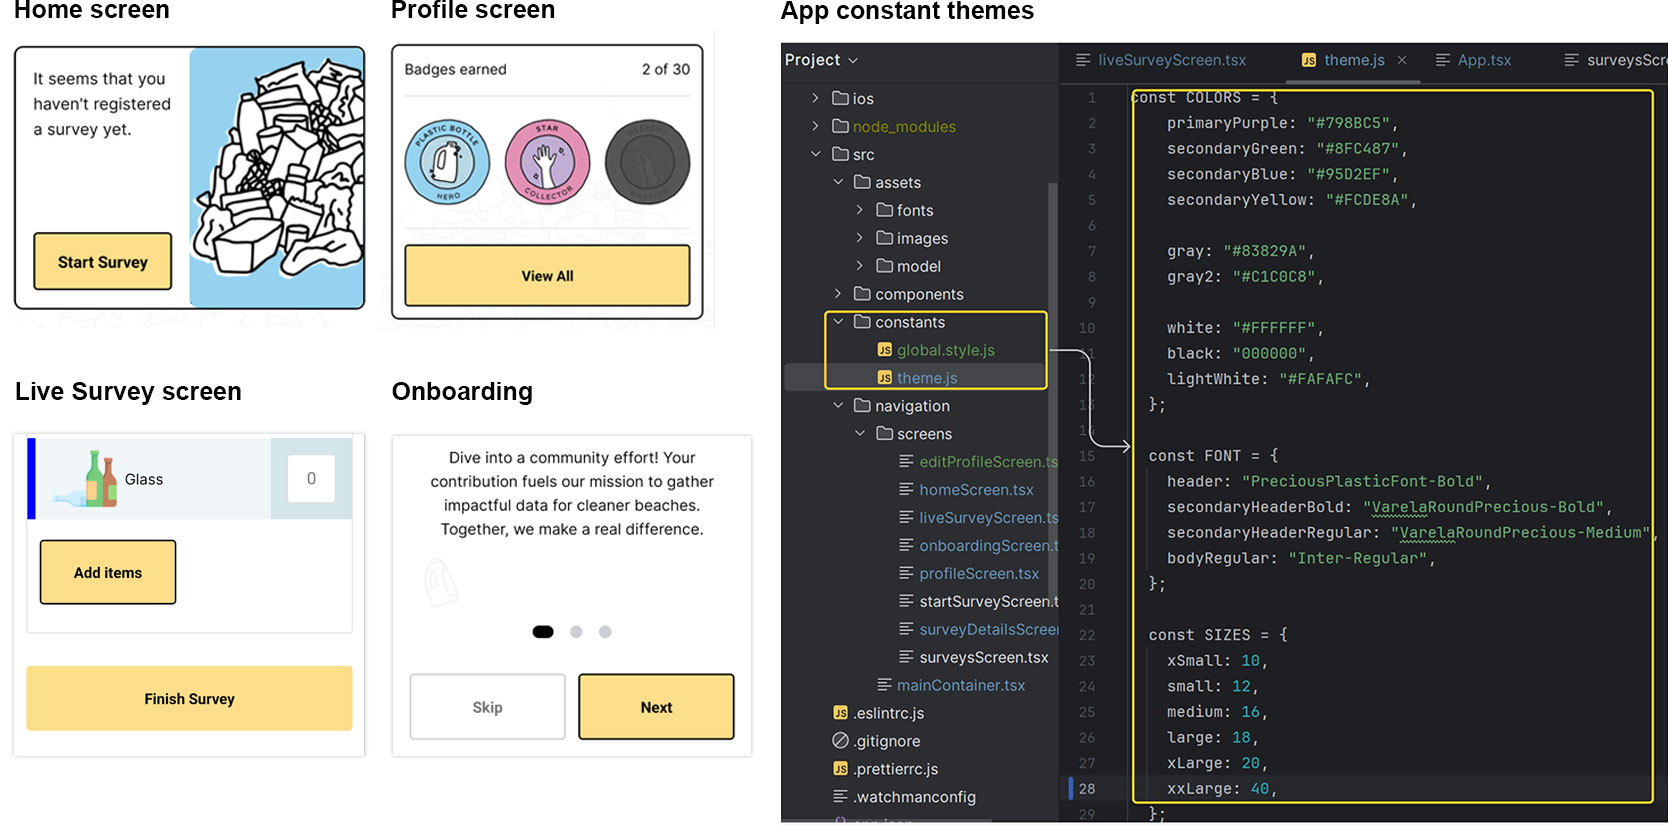 Home screen
It seems that you
haven't registered
a survey yet.
Start Survey
Profile screen
Badges earned
2 of 30
PLASTIC BOTTLE
HERO
STAR
COLLECTOR
WEEKEND
WARRIOR
View All
Live Survey screen
Glass
0
Add items
Finish Survey
Onboarding
Dive into a community effort! Your
contribution fuels our mission to gather
impactful data for cleaner beaches.
Together, we make a real difference.
Skip
Next
App constant themes
Project
ios
node_modules
src
assets
fonts
images
model
components
constants
JS global.style.js
JS theme.js
navigation
screens
editProfileScreen.ts
homeScreen.tsx
liveSurveyScreen.ts
onboardingScreen.t
profileScreen.tsx
startSurveyScreen.t
surveyDetailsScreen
surveysScreen.tsx
mainContainer.tsx
JS .eslintrc.js
.gitignore
JS .prettierrc.js
.watchmanconfig
liveSurveyScreen.tsx
JS theme.js
App.tsx
surveysScre
1 const COLORS = {
2 primaryPurple: "#798BC5",
3 secondaryGreen: "#8FC487",
4 secondaryBlue: "#95D2EF",
5 secondaryYellow: "#FCDE8A",
6
7 gray: "#83829A",
8 gray2: "#C1C0C8",
9
10 white: "#FFFFFF",
11 black: "000000",
12 lightWhite: "#FAFAFC",
13 };
14
15 const FONT = {
16 header: "PreciousPlasticFont-Bold",
17 secondaryHeaderBold: "VarelaRoundPrecious-Bold",
18 secondaryHeaderRegular: "VarelaRoundPrecious-Medium",
19 bodyRegular: "Inter-Regular",
20 };
21
22 const SIZES = {
23 xSmall: 10,
24 small: 12,
25 medium: 16,
26 large: 18,
27 xLarge: 20,
28 xxLarge: 40,
29 };